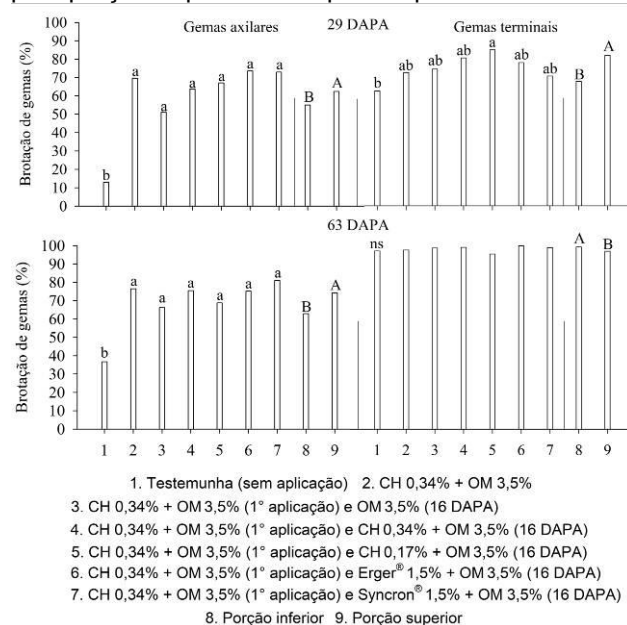 Gemas axilares 29 DAPA Gemas terminais
Brotação de gemas (%)
100
90
80
70
60
50
40
30
20
10
0
b a a a a a a B A b ab ab ab a ab ab B A
63 DAPA
Brotação de gemas (%)
100
90
80
70
60
50
40
30
20
10
0
b a a a a a a B A ns A B
1 2 3 4 5 6 7 8 9 1 2 3 4 5 6 7 8 9
1. Testemunha (sem aplicação) 2. CH 0,34% + OM 3,5%
3. CH 0,34% + OM 3,5% (1° aplicação) e OM 3,5% (16 DAPA)
4. CH 0,34% + OM 3,5% (1° aplicação) e CH 0,34% + OM 3,5% (16 DAPA)
5. CH 0,34% + OM 3,5% (1° aplicação) e CH 0,17% + OM 3,5% (16 DAPA)
6. CH 0,34% + OM 3,5% (1° aplicação) e Erger® 1,5% + OM 3,5% (16 DAPA)
7. CH 0,34% + OM 3,5% (1° aplicação) e Syncron® 1,5% + OM 3,5% (16 DAPA)
8. Porção inferior 9. Porção superior